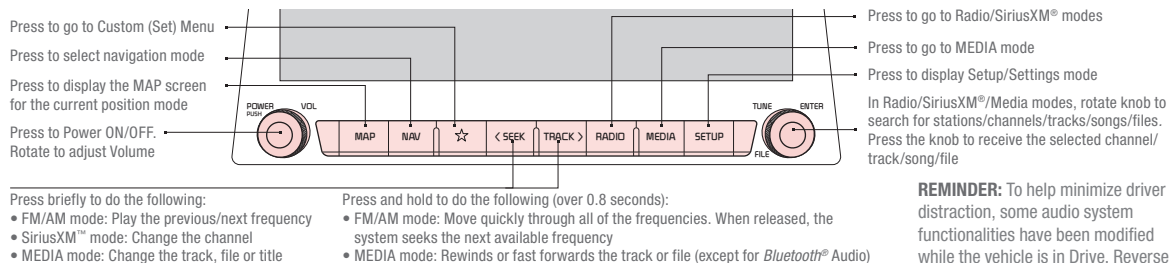 Press to go to Custom (Set) Menu
Press to select navigation mode
Press to display the MAP screen
for the current position mode
Press to Power ON/OFF.
Rotate to adjust Volume
POWER
PUSH
VOL
MAP
NAV
☆
< SEEK
TRACK >
RADIO
MEDIA
SETUP
TUNE
ENTER
FILE
Press to go to Radio/SiriusXM® modes
Press to go to MEDIA mode
Press to display Setup/Settings mode
In Radio/SiriusXM®/Media modes, rotate knob to
search for stations/channels/tracks/songs/files.
Press the knob to receive the selected channel/
track/song/file
Press briefly to do the following:
• FM/AM mode: Play the previous/next frequency
• SiriusXM™ mode: Change the channel
• MEDIA mode: Change the track, file or title
Press and hold to do the following (over 0.8 seconds):
• FM/AM mode: Move quickly through all of the frequencies. When released, the
system seeks the next available frequency
• MEDIA mode: Rewinds or fast forwards the track or file (except for Bluetooth® Audio)
REMINDER: To help minimize driver
distraction, some audio system
functionalities have been modified
while the vehicle is in Drive. Reverse